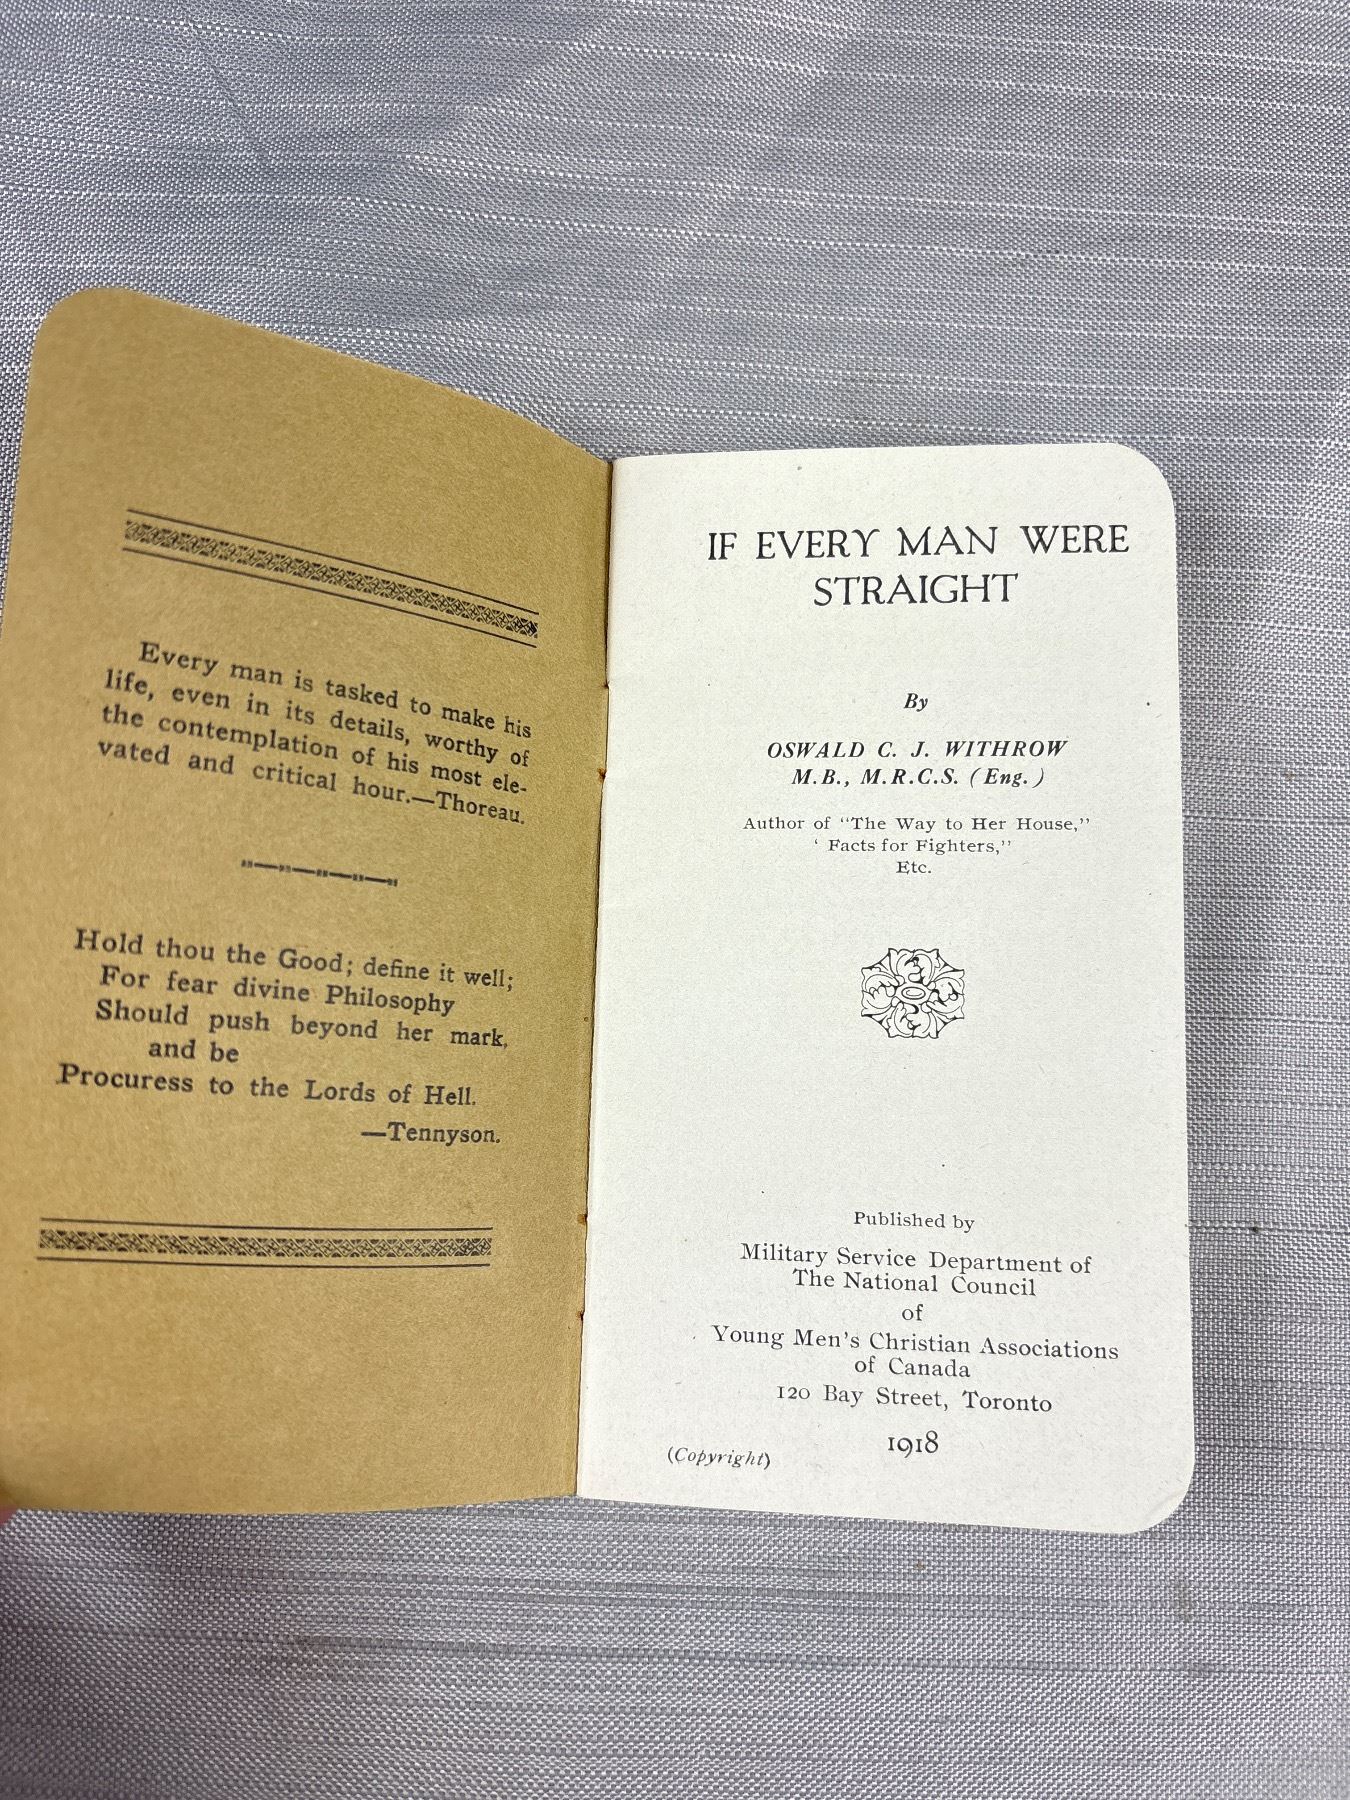 Every man is tasked to make his
life, even in its details, worthy of
the contemplation of his most ele-
vated and critical hour.—Thoreau.
Hold thou the Good; define it well;
For fear divine Philosophy
Should push beyond her mark,
and be
Procuress to the Lords of Hell.
—Tennyson.
IF EVERY MAN WERE
STRAIGHT
By
OSWALD C. J. WITHROW
M.B., M.R.C.S. (Eng.)
Author of "The Way to Her House,"
' Facts for Fighters,"
Etc.
Published by
Military Service Department of
The National Council
of
Young Men's Christian Associations
of Canada
120 Bay Street, Toronto
1918
(Copyright)